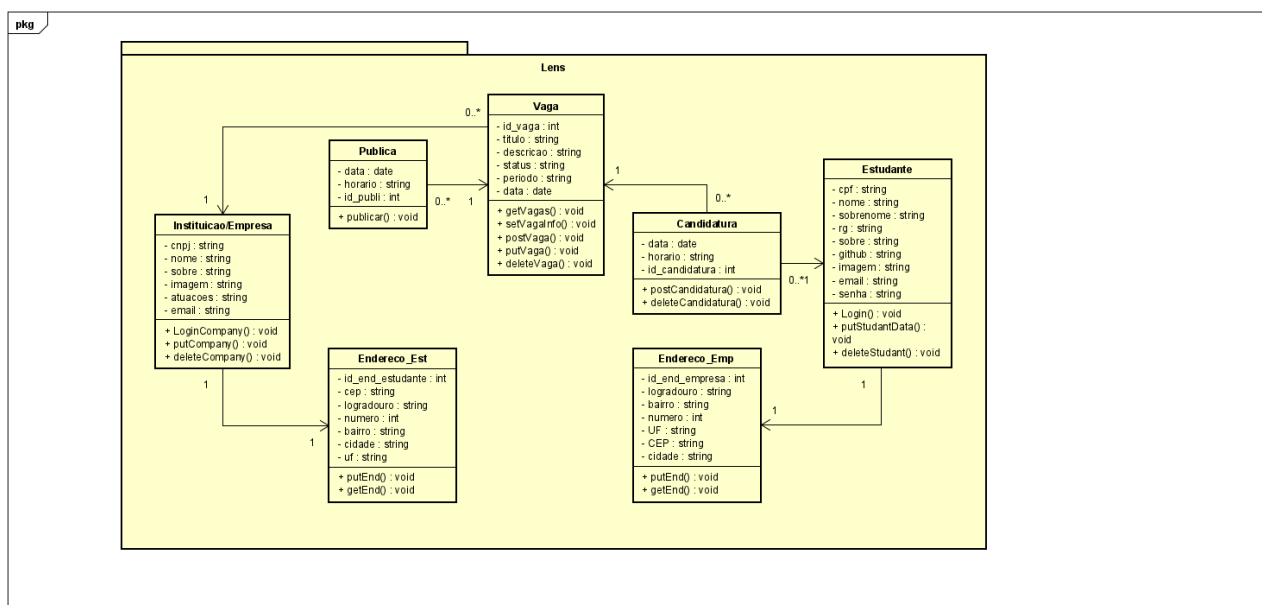 pkg
Lens
Vaga
- id_vaga : int
- titulo : string
- descricao : string
- status : string
- periodo : string
- data : date
+ getVagas() : void
+ setVagaInfo() : void
+ postVaga() : void
+ putVaga() : void
+ deleteVaga() : void
0..*
1
Publica
- data : date
- horario : string
- id_publi : int
+ publicar() : void
0..*
1
Instituicao/Empresa
- cnpj : string
- nome : string
- sobre : string
- imagem : string
- atuacoes : string
- email : string
+ LoginCompany() : void
+ putCompany() : void
+ deleteCompany() : void
1
1
Endereco_Est
- id_end_estudante : int
- cep : string
- logradouro : string
- numero : int
- bairro : string
- cidade : string
- uf : string
+ putEnd() : void
+ getEnd() : void
1
0..*
Candidatura
- data : date
- horario : string
- id_candidatura : int
+ postCandidatura() : void
+ deleteCandidatura() : void
0..*1
Estudante
- cpf : string
- nome : string
- sobrenome : string
- rg : string
- sobre : string
- github : string
- imagem : string
- email : string
- senha : string
+ Login() : void
+ putStudantData() :
void
+ deleteStudant() : void
1
1
Endereco_Emp
- id_end_empresa : int
- logradouro : string
- bairro : string
- numero : int
- UF : string
- CEP : string
- cidade : string
+ putEnd() : void
+ getEnd() : void